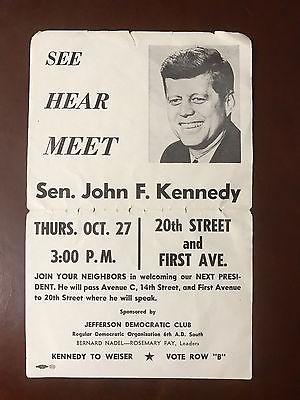 SEE
HEAR
MEET
Sen. John F. Kennedy
THURS. OCT. 27
3:00 P. M.
20th STREET
and
FIRST AVE.
JOIN YOUR NEIGHBORS in welcoming our NEXT PRESI-
DENT. He will pass Avenue C, 14th Street, and First Avenue
to 20th Street where he will speak.
Sponsored by
JEFFERSON DEMOCRATIC CLUB
Regular Democratic Organization 6th A.D. South
BERNARD NADEL—ROSEMARY FAY, Leaders
KENNEDY TO WEISER ★ VOTE ROW "B"